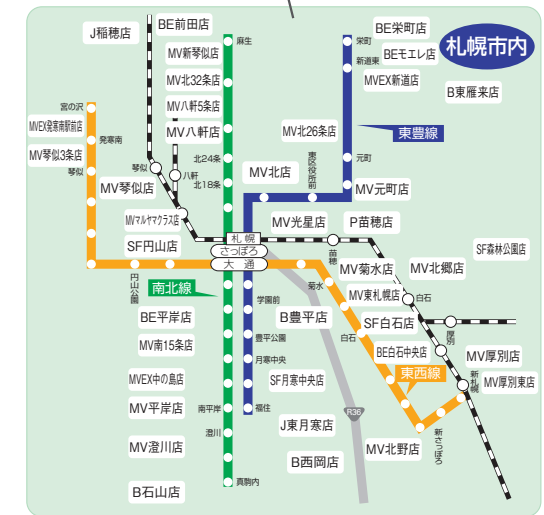 札幌市内
J稲穂店
BE前田店
麻生
MV新琴似店
MV北32条店
MV八軒5条店
MV八軒店
北24条
北18条
BE栄町店
栄町
BEモエレ店
新道東
MVEX新道店
B東雁来店
MV北26条店
東豊線
元町
東区役所前
MV北店
MV元町店
宮の沢
MVEX発寒南駅前店
発寒南
MV琴似3条店
琴似
琴似
八軒
MV琴似店
MVマルヤマクラス店
SF円山店
円山公園
札幌
さっぽろ
大通
MV光星店
P苗穂店
苗穂
SF森林公園店
MV菊水店
MV北郷店
菊水
MV東札幌店
白石
南北線
学園前
B豊平店
SF白石店
白石
厚別
BE平岸店
豊平公園
MV南15条店
BE白石中央店
月寒中央
東西線
MV厚別店
新札幌
MVEX中の島店
SF月寒中央店
MV厚別東店
MV平岸店
南平岸
福住
R36
J東月寒店
新さっぽろ
澄川
MV澄川店
MV北野店
B西岡店
B石山店
真駒内